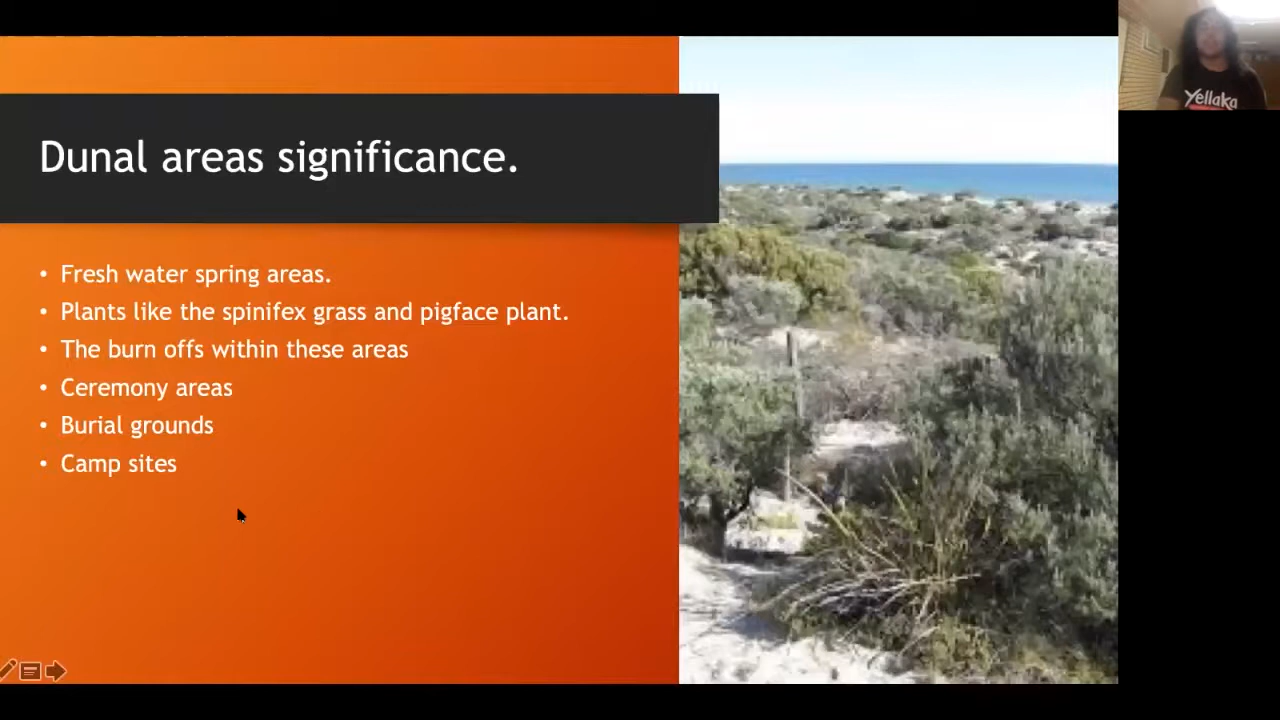 Dunal areas significance.
• Fresh water spring areas.
• Plants like the spinifex grass and pigface plant.
• The burn offs within these areas
• Ceremony areas
• Burial grounds
• Camp sites
Yellaka